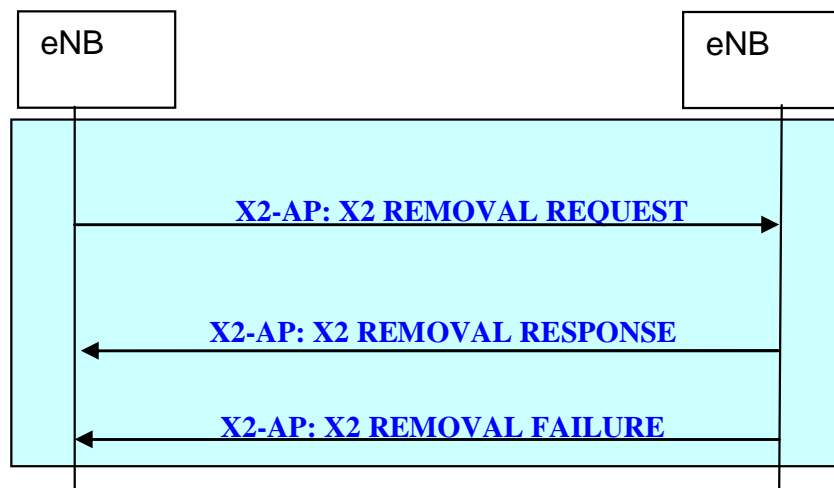 eNB
eNB
X2-AP: X2 REMOVAL REQUEST
X2-AP: X2 REMOVAL RESPONSE
X2-AP: X2 REMOVAL FAILURE